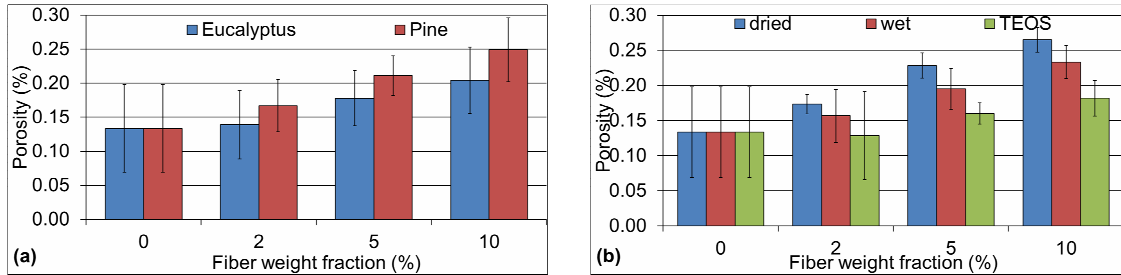 0.30
Eucalyptus Pine
0.25
0.20
0.15
0.10
0.05
0.00
Porosity (%)
0 2 5 10
(a) Fiber weight fraction (%)
0.30
dried wet TEOS
0.25
0.20
0.15
0.10
0.05
0.00
Porosity (%)
0 2 5 10
(b) Fiber weight fraction (%)